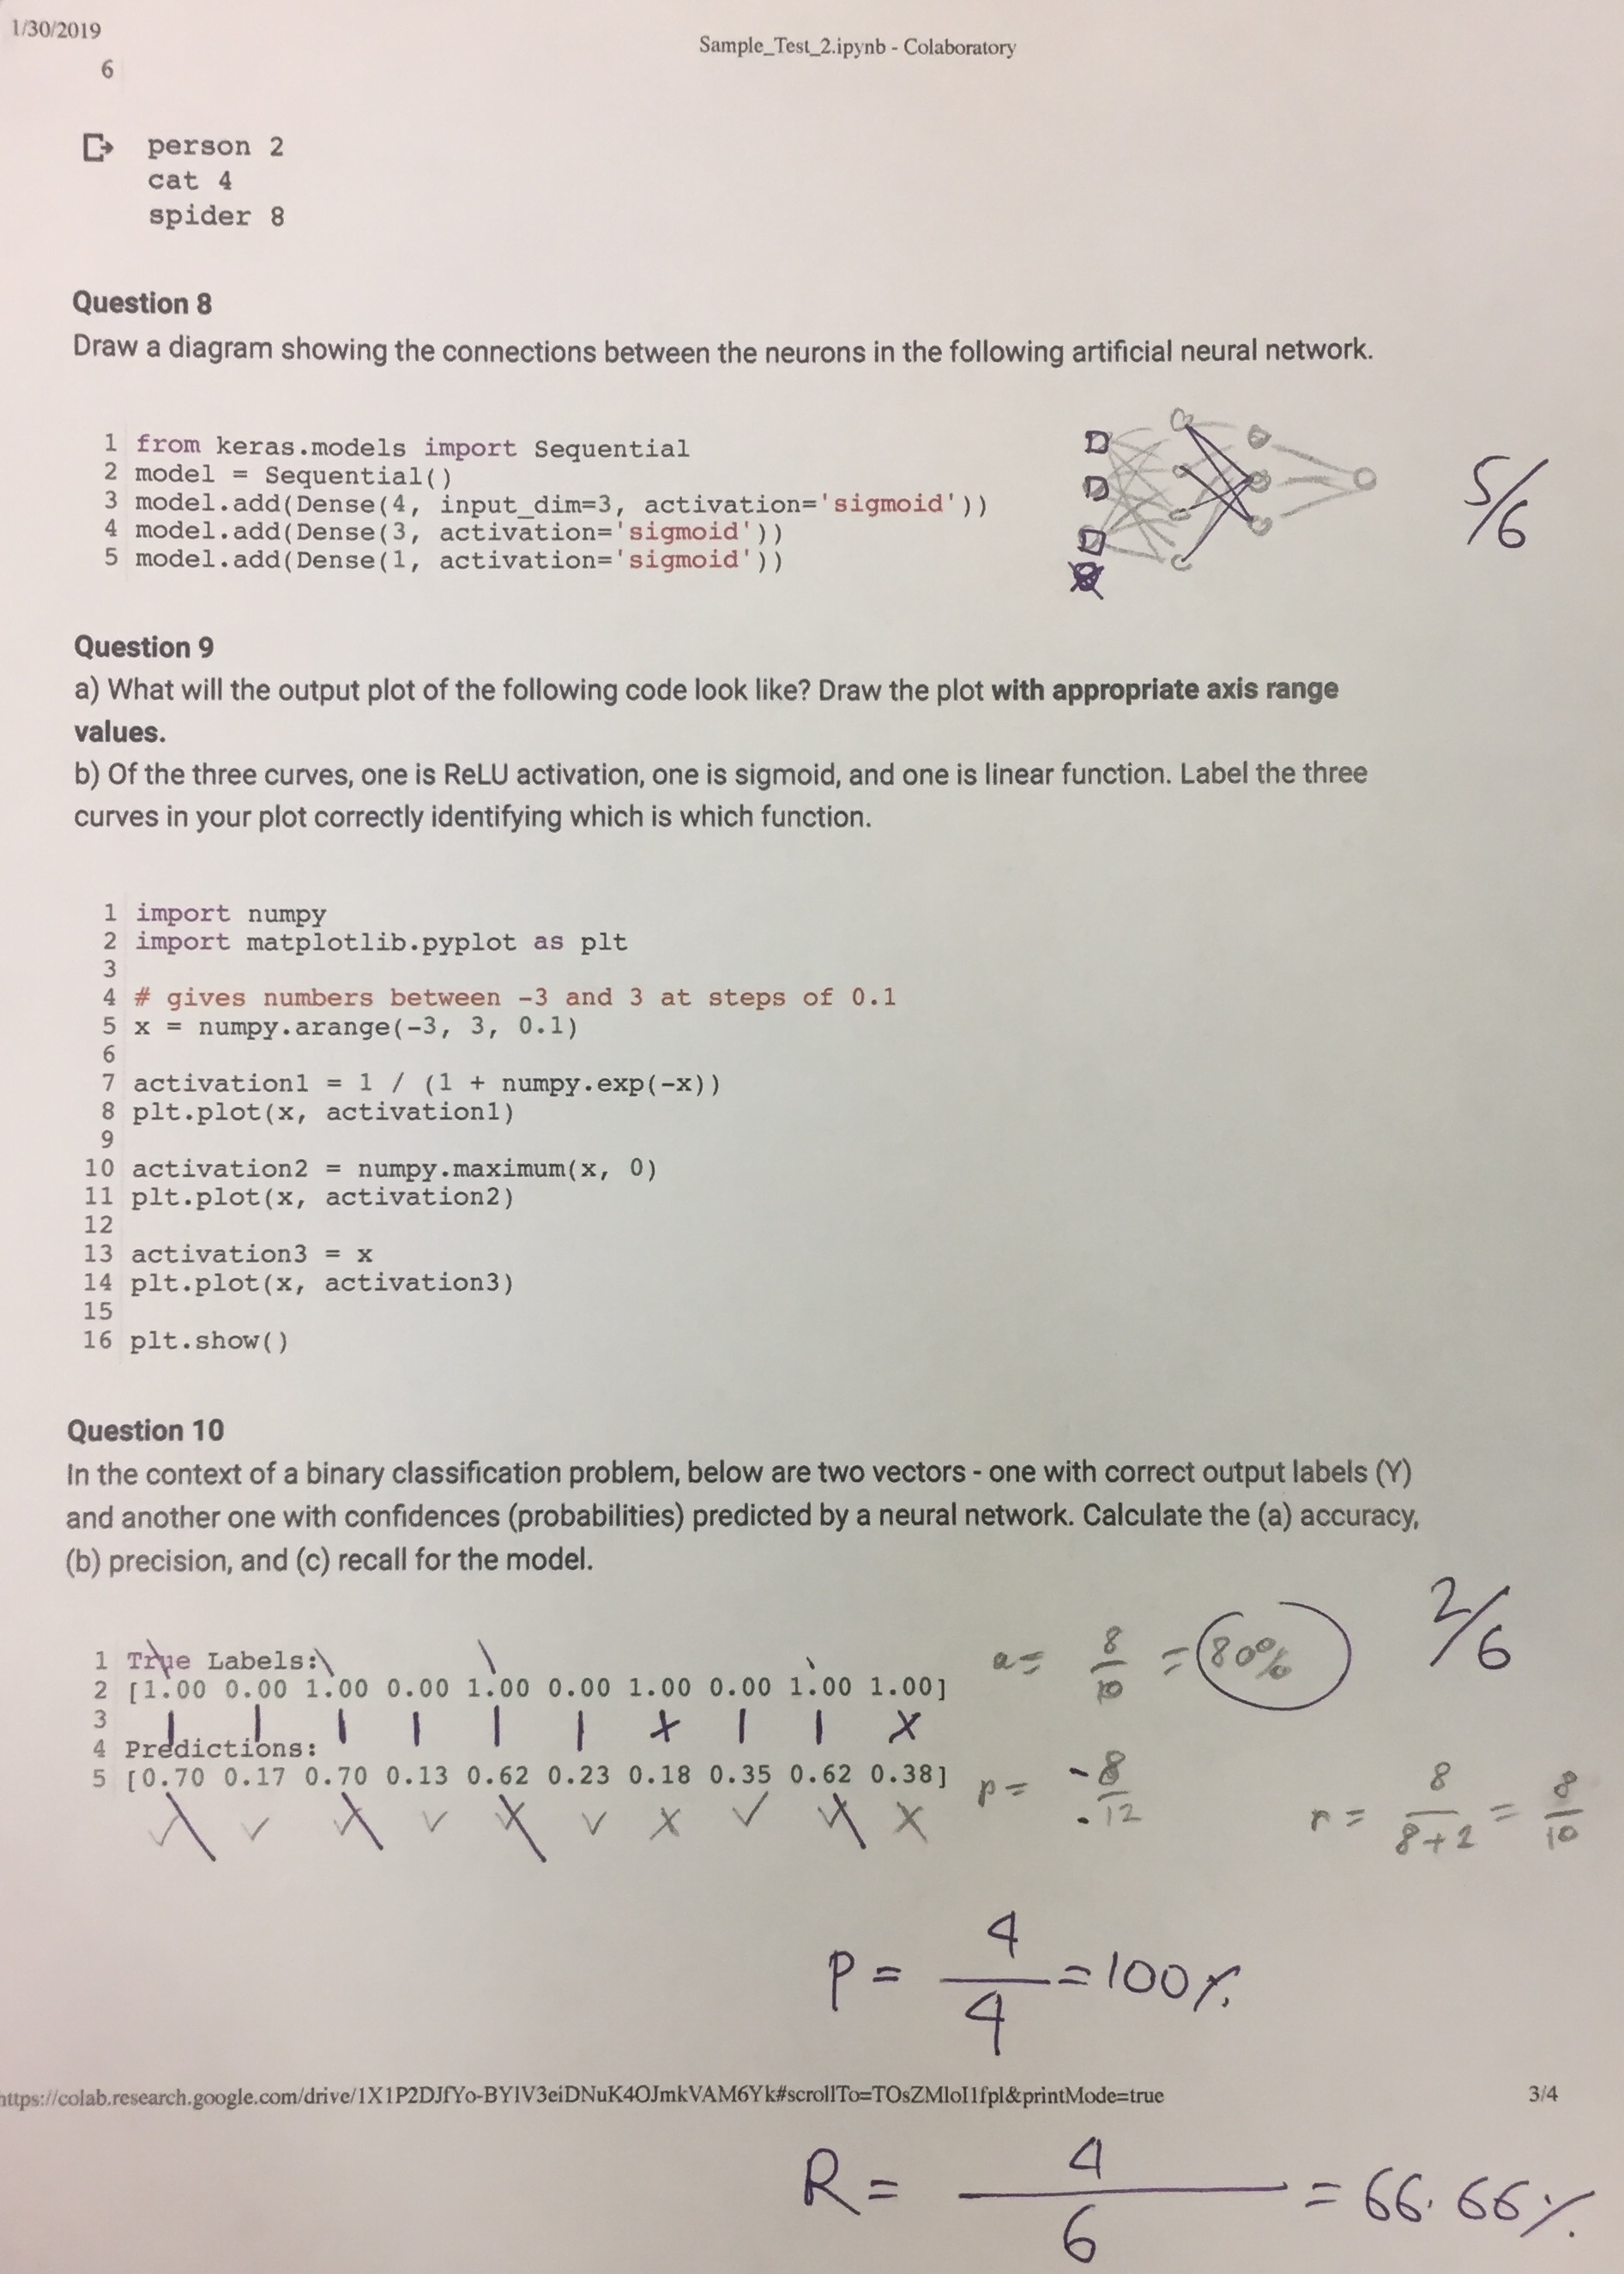 1/30/2019
Sample_Test_2.ipynb - Colaboratory
6
person 2
cat 4
spider 8
Question 8
Draw a diagram showing the connections between the neurons in the following artificial neural network.
1 from keras.models import Sequential
2 model = Sequential()
3 model.add(Dense(4, input_dim=3, activation='sigmoid'))
4 model.add(Dense(3, activation='sigmoid'))
5 model.add(Dense(1, activation='sigmoid'))
5/6
Question 9
a) What will the output plot of the following code look like? Draw the plot with appropriate axis range
values.
b) Of the three curves, one is ReLU activation, one is sigmoid, and one is linear function. Label the three
curves in your plot correctly identifying which is which function.
1 import numpy
2 import matplotlib.pyplot as plt
3
4 # gives numbers between -3 and 3 at steps of 0.1
5 x = numpy.arange(-3, 3, 0.1)
6
7 activation1 = 1 / (1 + numpy.exp(-x))
8 plt.plot(x, activation1)
9
10 activation2 = numpy.maximum(x, 0)
11 plt.plot(x, activation2)
12
13 activation3 = x
14 plt.plot(x, activation3)
15
16 plt.show()
Question 10
In the context of a binary classification problem, below are two vectors - one with correct output labels (Y)
and another one with confidences (probabilities) predicted by a neural network. Calculate the (a) accuracy,
(b) precision, and (c) recall for the model.
2/6
1 True Labels:
2 [1.00 0.00 1.00 0.00 1.00 0.00 1.00 0.00 1.00 1.00]
3
4 Predictions:
5 [0.70 0.17 0.70 0.13 0.62 0.23 0.18 0.35 0.62 0.38]
a = 8/10 = 80%
p = 8/12
r = 8/8+2 = 8/10
P = 4/4 = 100%
https://colab.research.google.com/drive/1X1P2DJfYo-BYlV3eiDNuK4OJmkVAM6Yk#scrollTo=TOsZMloI1fpl&printMode=true
3/4
R = 4/6 = 66.66%